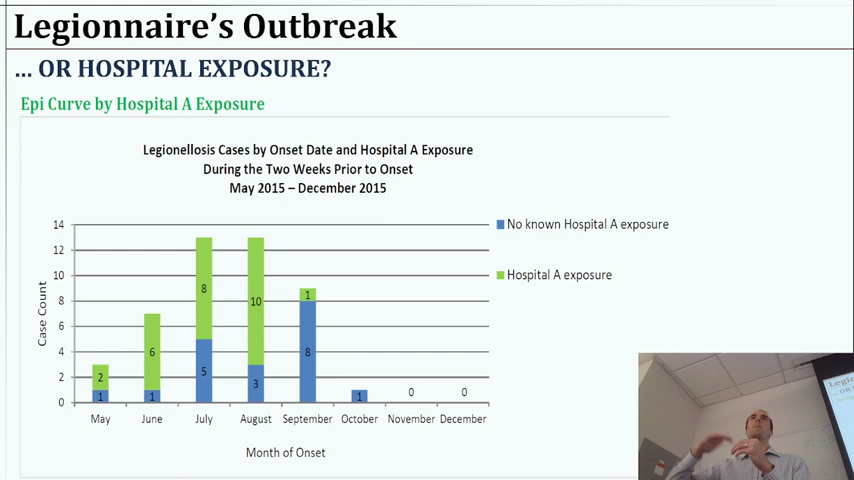 Legionnaire's Outbreak
... OR HOSPITAL EXPOSURE?
Epi Curve by Hospital A Exposure
Legionellosis Cases by Onset Date and Hospital A Exposure
During the Two Weeks Prior to Onset
May 2015 – December 2015
14
12
10
8
6
4
2
0
Case Count
2
1
6
1
8
5
10
3
1
8
1
0
0
May June July August September October November December
Month of Onset
No known Hospital A exposure
Hospital A exposure